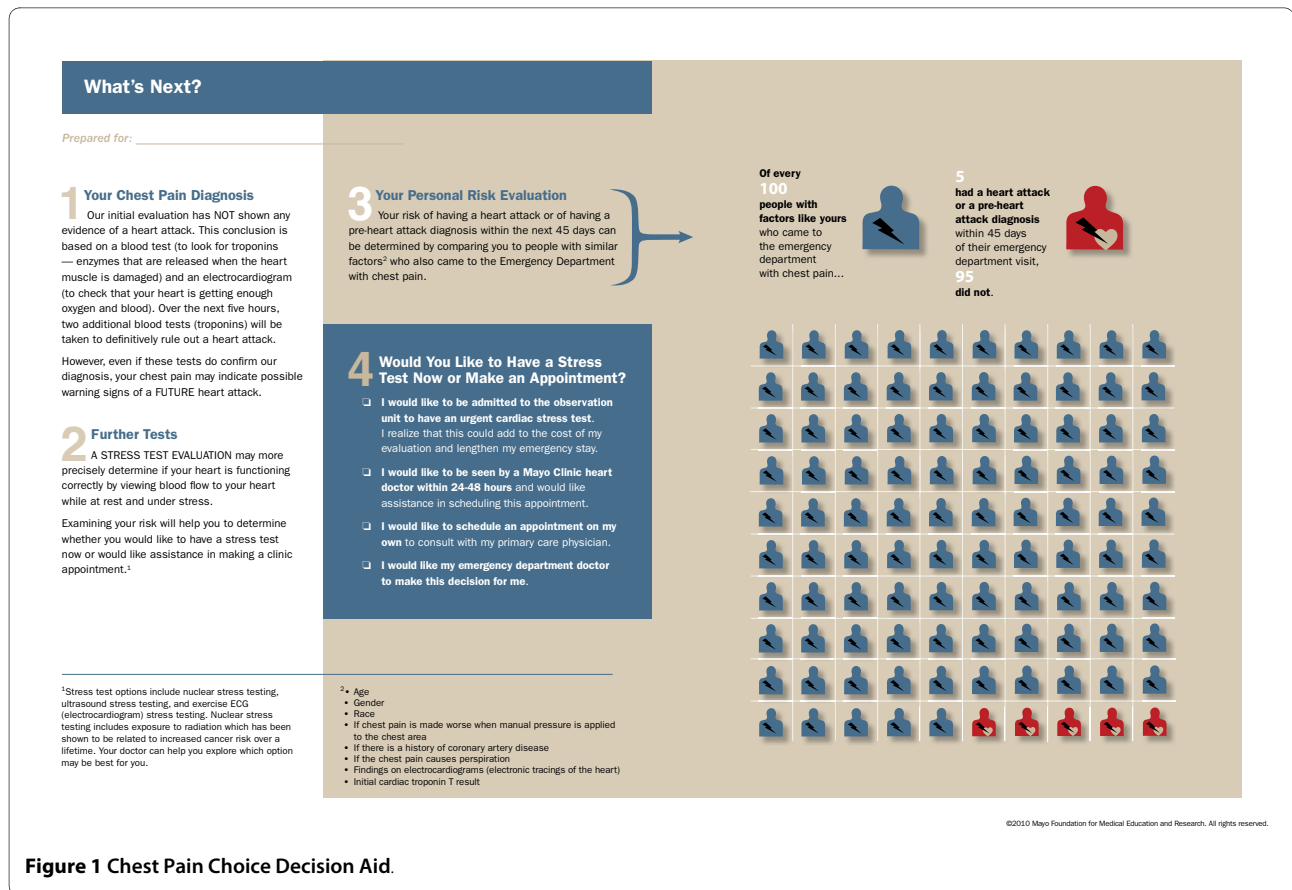 What's Next?
Prepared for:
1 Your Chest Pain Diagnosis
Our initial evaluation has NOT shown any
evidence of a heart attack. This conclusion is
based on a blood test (to look for troponins
— enzymes that are released when the heart
muscle is damaged) and an electrocardiogram
(to check that your heart is getting enough
oxygen and blood). Over the next five hours,
two additional blood tests (troponins) will be
taken to definitively rule out a heart attack.
However, even if these tests do confirm our
diagnosis, your chest pain may indicate possible
warning signs of a FUTURE heart attack.
2 Further Tests
A STRESS TEST EVALUATION may more
precisely determine if your heart is functioning
correctly by viewing blood flow to your heart
while at rest and under stress.
Examining your risk will help you to determine
whether you would like to have a stress test
now or would like assistance in making a clinic
appointment.¹
3 Your Personal Risk Evaluation
Your risk of having a heart attack or of having a
pre-heart attack diagnosis within the next 45 days can
be determined by comparing you to people with similar
factors² who also came to the Emergency Department
with chest pain.
4 Would You Like to Have a Stress
Test Now or Make an Appointment?
❏ I would like to be admitted to the observation
unit to have an urgent cardiac stress test.
I realize that this could add to the cost of my
evaluation and lengthen my emergency stay.
❏ I would like to be seen by a Mayo Clinic heart
doctor within 24-48 hours and would like
assistance in scheduling this appointment.
❏ I would like to schedule an appointment on my
own to consult with my primary care physician.
❏ I would like my emergency department doctor
to make this decision for me.
Of every
100
people with
factors like yours
who came to
the emergency
department
with chest pain…
5
had a heart attack
or a pre-heart
attack diagnosis
within 45 days
of their emergency
department visit,
95
did not.
¹Stress test options include nuclear stress testing,
ultrasound stress testing, and exercise ECG
(electrocardiogram) stress testing. Nuclear stress
testing includes exposure to radiation which has been
shown to be related to increased cancer risk over a
lifetime. Your doctor can help you explore which option
may be best for you.
²• Age
• Gender
• Race
• If chest pain is made worse when manual pressure is applied
to the chest area
• If there is a history of coronary artery disease
• If the chest pain causes perspiration
• Findings on electrocardiograms (electronic tracings of the heart)
• Initial cardiac troponin T result
©2010 Mayo Foundation for Medical Education and Research. All rights reserved.
Figure 1 Chest Pain Choice Decision Aid.